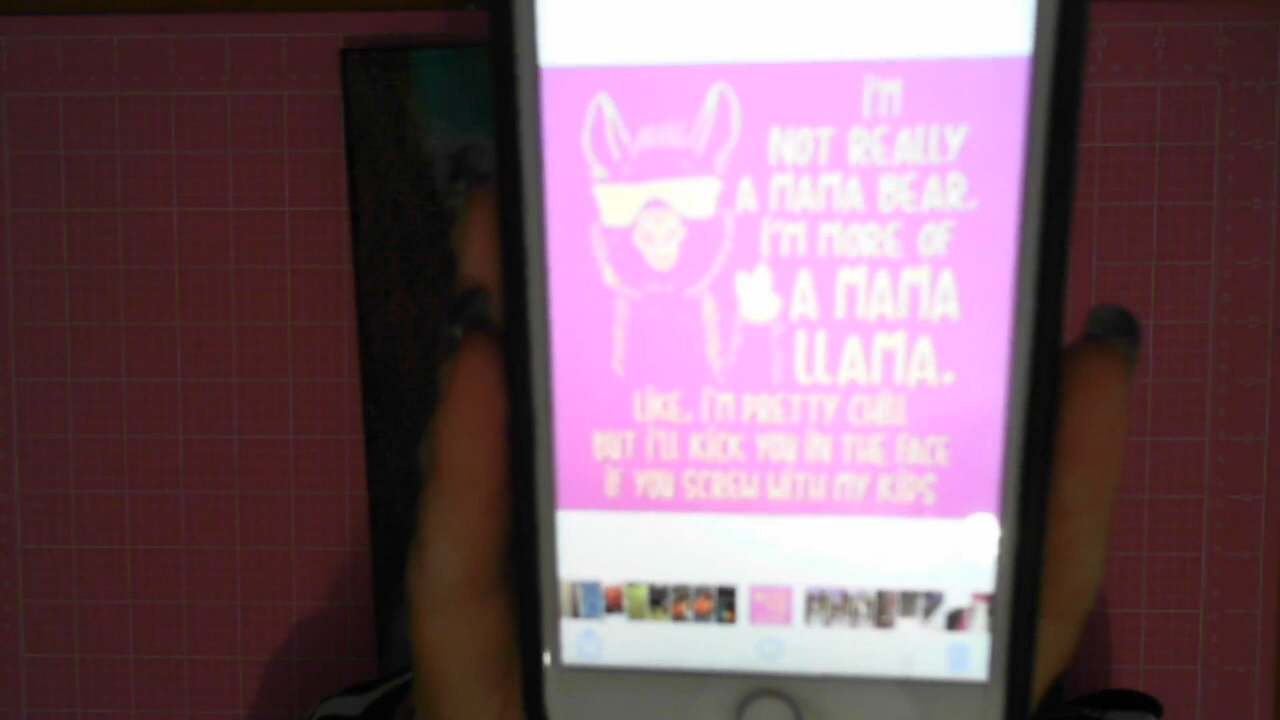 I'M
NOT REALLY
A MAMA BEAR.
I'M MORE OF
A MAMA
LLAMA.
LIKE, I'M PRETTY CHILL
BUT I'LL KICK YOU IN THE FACE
IF YOU SCREW WITH MY KIDS